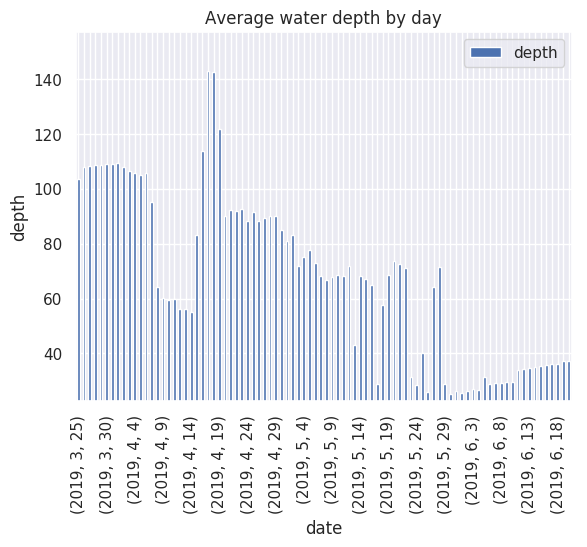 Average water depth by day
depth
140
120
100
80
60
40
depth
(2019, 3, 25)
(2019, 3, 30)
(2019, 4, 4)
(2019, 4, 9)
(2019, 4, 14)
(2019, 4, 19)
(2019, 4, 24)
(2019, 4, 29)
(2019, 5, 4)
(2019, 5, 9)
(2019, 5, 14)
(2019, 5, 19)
(2019, 5, 24)
(2019, 5, 29)
(2019, 6, 3)
(2019, 6, 8)
(2019, 6, 13)
(2019, 6, 18)
date